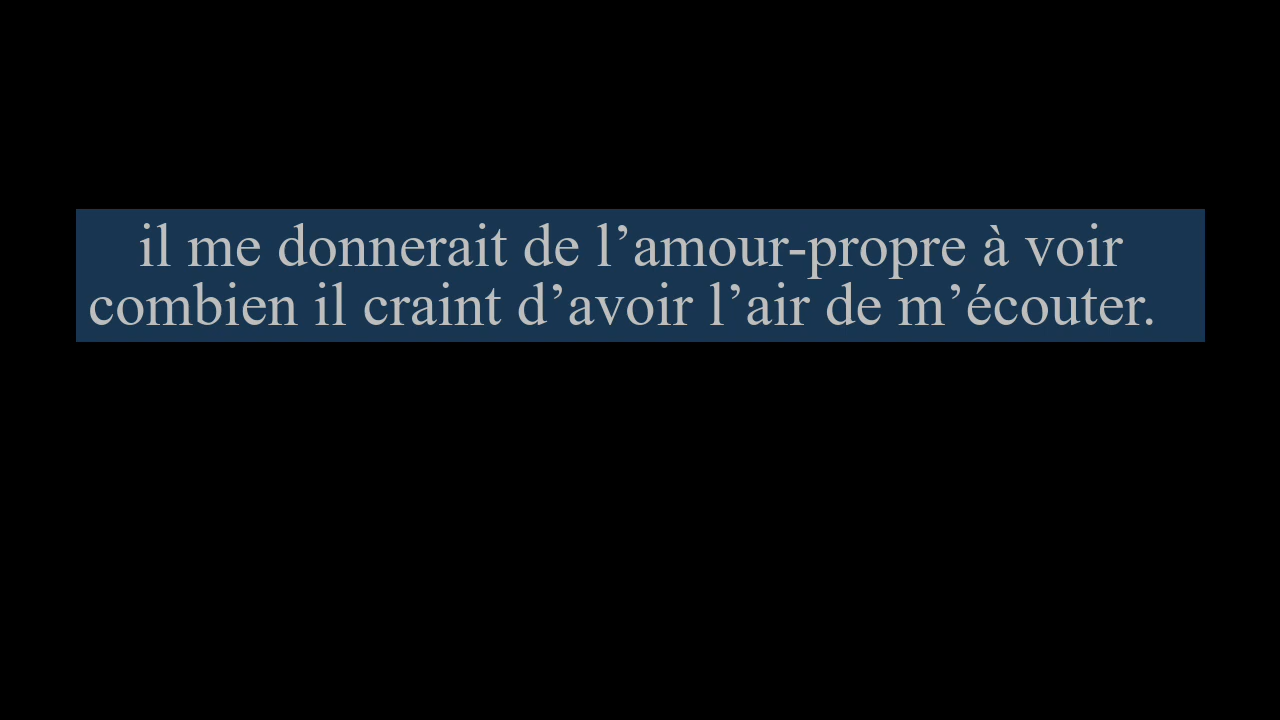 il me donnerait de l’amour-propre à voir
combien il craint d’avoir l’air de m’écouter.